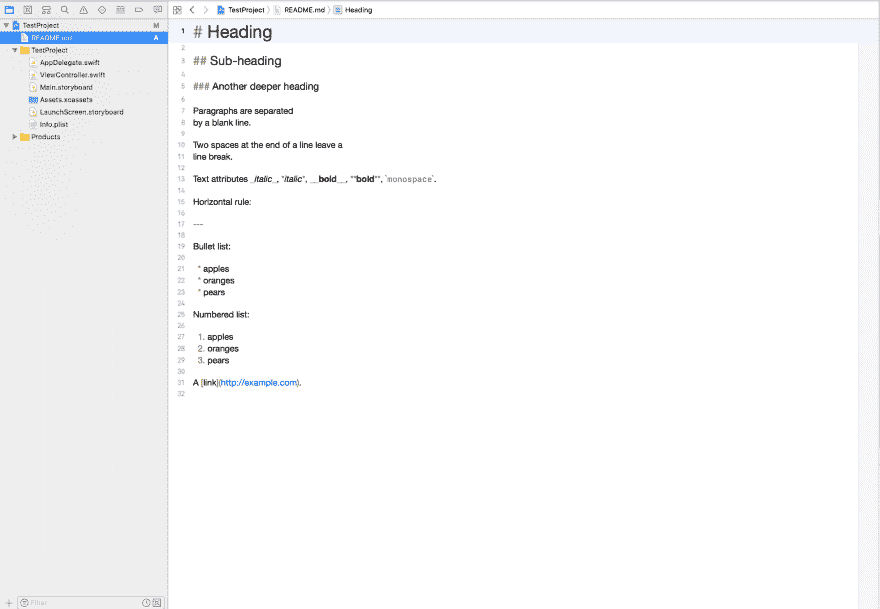 TestProject 〉 README.md 〉 Heading
TestProject M
README.md A
TestProject
AppDelegate.swift
ViewController.swift
Main.storyboard
Assets.xcassets
LaunchScreen.storyboard
Info.plist
Products
Filter
1 # Heading
2
3 ## Sub-heading
4
5 ### Another deeper heading
6
7 Paragraphs are separated
8 by a blank line.
9
10 Two spaces at the end of a line leave a
11 line break.
12
13 Text attributes _italic_, *italic*, __bold__, **bold**, `monospace`.
14
15 Horizontal rule:
16
17 ---
18
19 Bullet list:
20
21 * apples
22 * oranges
23 * pears
24
25 Numbered list:
26
27 1. apples
28 2. oranges
29 3. pears
30
31 A [link](http://example.com).
32